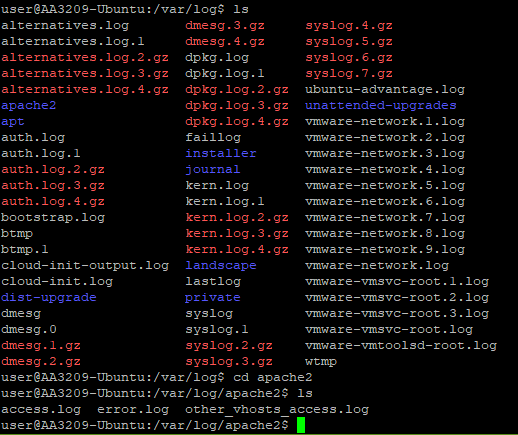 user@AA3209-Ubuntu:/var/log$ ls
alternatives.log dmesg.3.gz syslog.4.gz
alternatives.log.1 dmesg.4.gz syslog.5.gz
alternatives.log.2.gz dpkg.log syslog.6.gz
alternatives.log.3.gz dpkg.log.1 syslog.7.gz
alternatives.log.4.gz dpkg.log.2.gz ubuntu-advantage.log
apache2 dpkg.log.3.gz unattended-upgrades
apt dpkg.log.4.gz vmware-network.1.log
auth.log faillog vmware-network.2.log
auth.log.1 installer vmware-network.3.log
auth.log.2.gz journal vmware-network.4.log
auth.log.3.gz kern.log vmware-network.5.log
auth.log.4.gz kern.log.1 vmware-network.6.log
bootstrap.log kern.log.2.gz vmware-network.7.log
btmp kern.log.3.gz vmware-network.8.log
btmp.1 kern.log.4.gz vmware-network.9.log
cloud-init-output.log landscape vmware-network.log
cloud-init.log lastlog vmware-vmsvc-root.1.log
dist-upgrade private vmware-vmsvc-root.2.log
dmesg syslog vmware-vmsvc-root.3.log
dmesg.0 syslog.1 vmware-vmsvc-root.log
dmesg.1.gz syslog.2.gz vmware-vmtoolsd-root.log
dmesg.2.gz syslog.3.gz wtmp
user@AA3209-Ubuntu:/var/log$ cd apache2
user@AA3209-Ubuntu:/var/log/apache2$ ls
access.log error.log other_vhosts_access.log
user@AA3209-Ubuntu:/var/log/apache2$